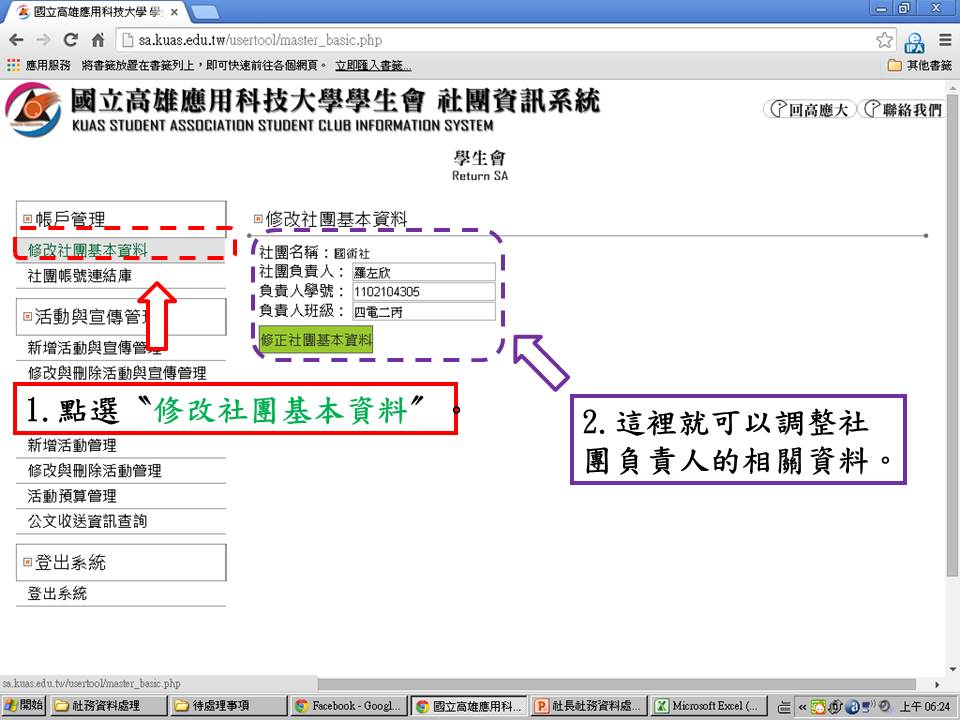 國立高雄應用科技大學 學
sa.kuas.edu.tw/usertool/master_basic.php
應用服務 將書籤放置在書籤列上，即可快速前往各個網頁。 立即匯入書籤... 其他書籤
國立高雄應用科技大學學生會 社團資訊系統
KUAS STUDENT ASSOCIATION STUDENT CLUB INFORMATION SYSTEM
回高應大 聯絡我們
學生會
Return SA
帳戶管理
修改社團基本資料
社團帳號連結庫
活動與宣傳管
新增活動與宣傳管理
修改與刪除活動與宣傳管理
修改社團基本資料
社團名稱：國術社
社團負責人：羅左欣
負責人學號：1102104305
負責人班級：四電二丙
修正社團基本資料
1.點選〝修改社團基本資料〞。
2.這裡就可以調整社
團負責人的相關資料。
新增活動管理
修改與刪除活動管理
活動預算管理
公文收送資訊查詢
登出系統
登出系統
sa.kuas.edu.tw/usertool/master_basic.php
開始 社務資料處理 待處理事項 Facebook - Googl... 國立高雄應用科... 社長社務資料處... Microsoft Excel (... 上午 06:24